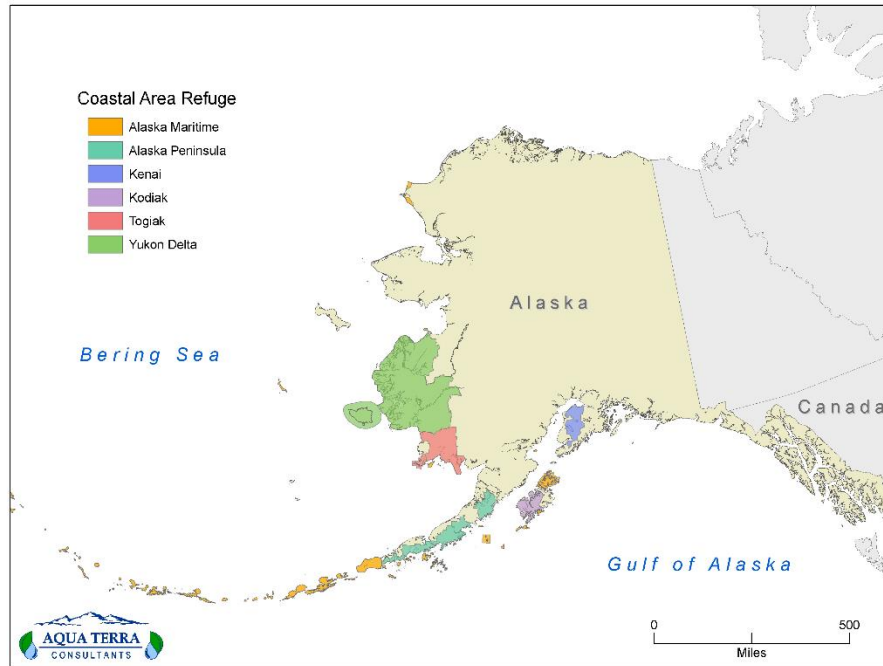 Coastal Area Refuge
Alaska Maritime
Alaska Peninsula
Kenai
Kodiak
Togiak
Yukon Delta
Alaska
Bering Sea
Canada
Gulf of Alaska
0 500
Miles
AQUA TERRA
CONSULTANTS